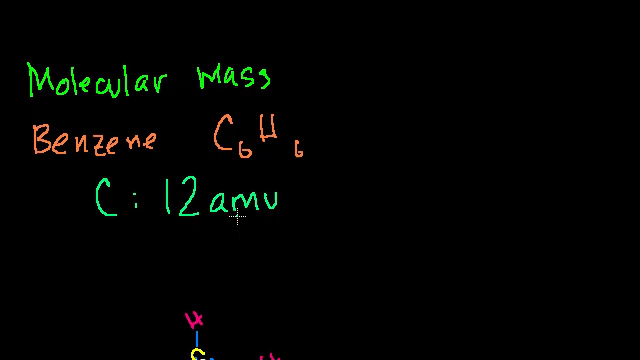 Molecular Mass
Benzene C6H6
C: 12 amu
H
C H